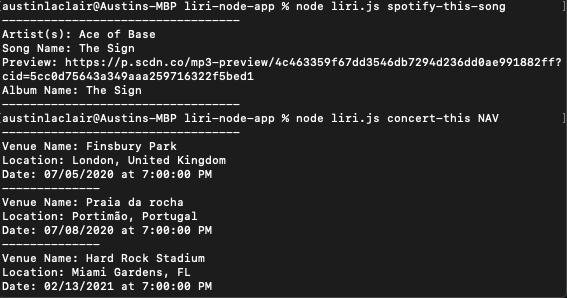 [austinlaclair@Austins-MBP liri-node-app % node liri.js spotify-this-song ]
----------------------------------
Artist(s): Ace of Base
Song Name: The Sign
Preview: https://p.scdn.co/mp3-preview/4c463359f67dd3546db7294d236dd0ae991882ff?
cid=5cc0d75643a349aaa259716322f5bed1
Album Name: The Sign
----------------------------------
[austinlaclair@Austins-MBP liri-node-app % node liri.js concert-this NAV ]
----------------------------------
Venue Name: Finsbury Park
Location: London, United Kingdom
Date: 07/05/2020 at 7:00:00 PM
--------------
Venue Name: Praia da rocha
Location: Portimão, Portugal
Date: 07/08/2020 at 7:00:00 PM
--------------
Venue Name: Hard Rock Stadium
Location: Miami Gardens, FL
Date: 02/13/2021 at 7:00:00 PM